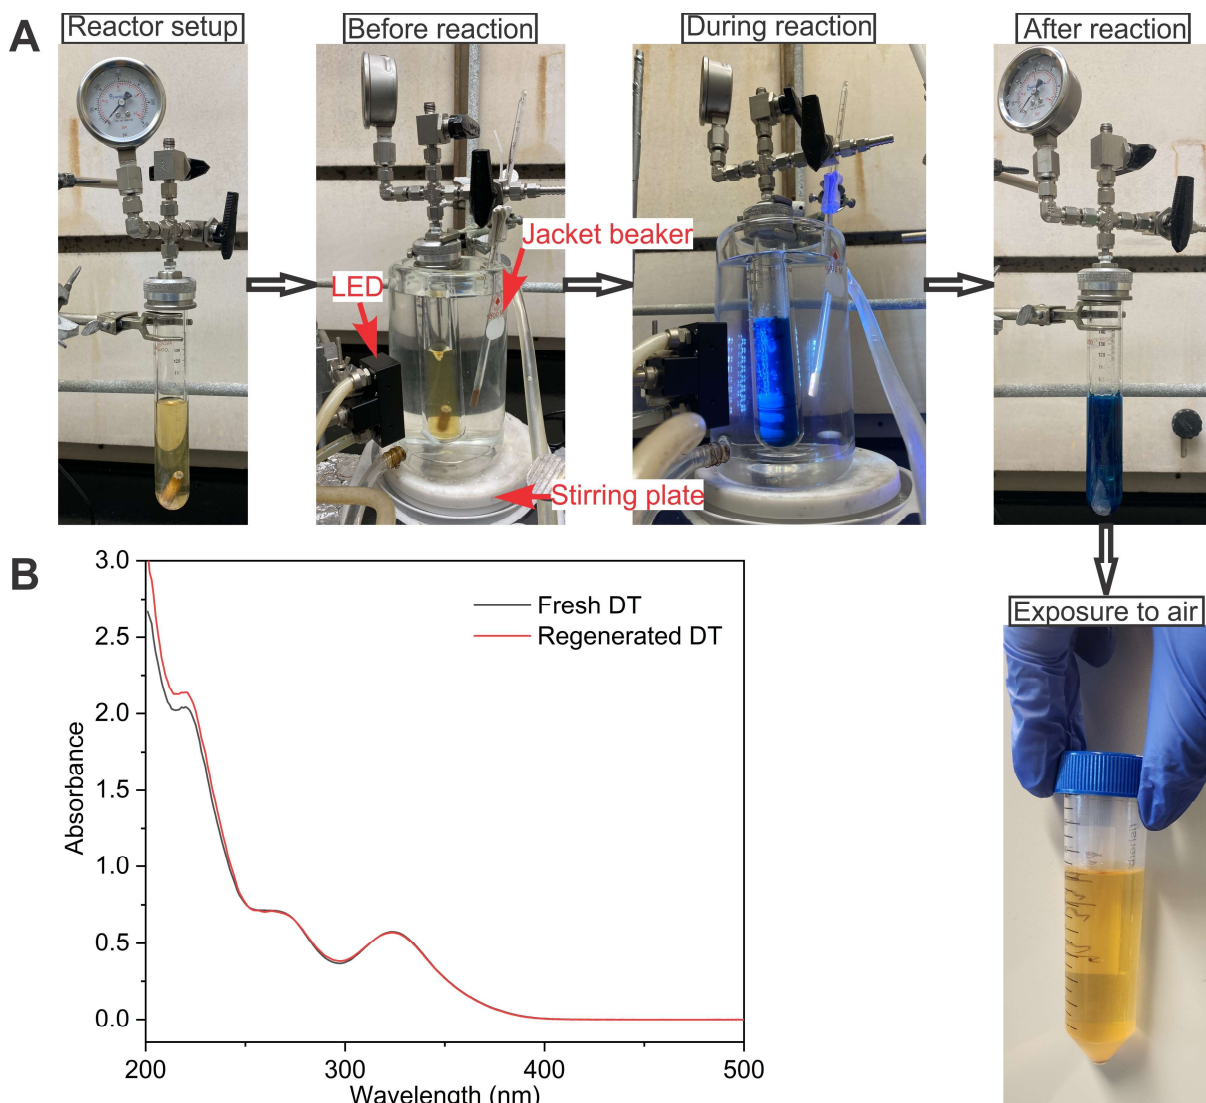 A
Reactor setup
Before reaction
During reaction
After reaction
Jacket beaker
LED
Stirring plate
Exposure to air
B
Fresh DT
Regenerated DT
3.0
2.5
2.0
1.5
1.0
0.5
0.0
Absorbance
200
300
400
500
Wavelength (nm)